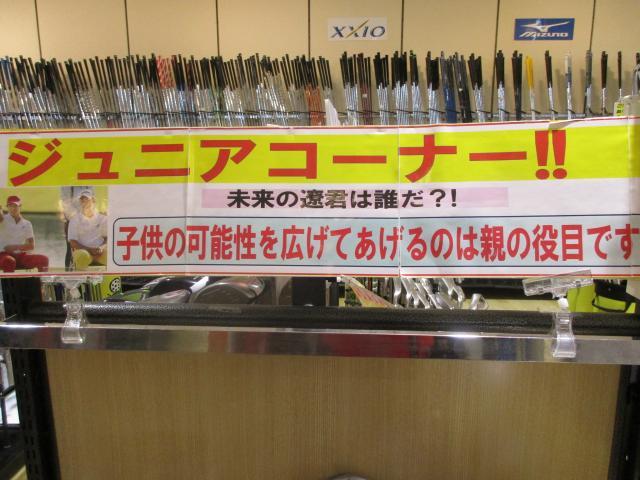 XXIO
MIZUNO
ジュニアコーナー!!
未来の遼君は誰だ?!
子供の可能性を広げてあげるのは親の役目です